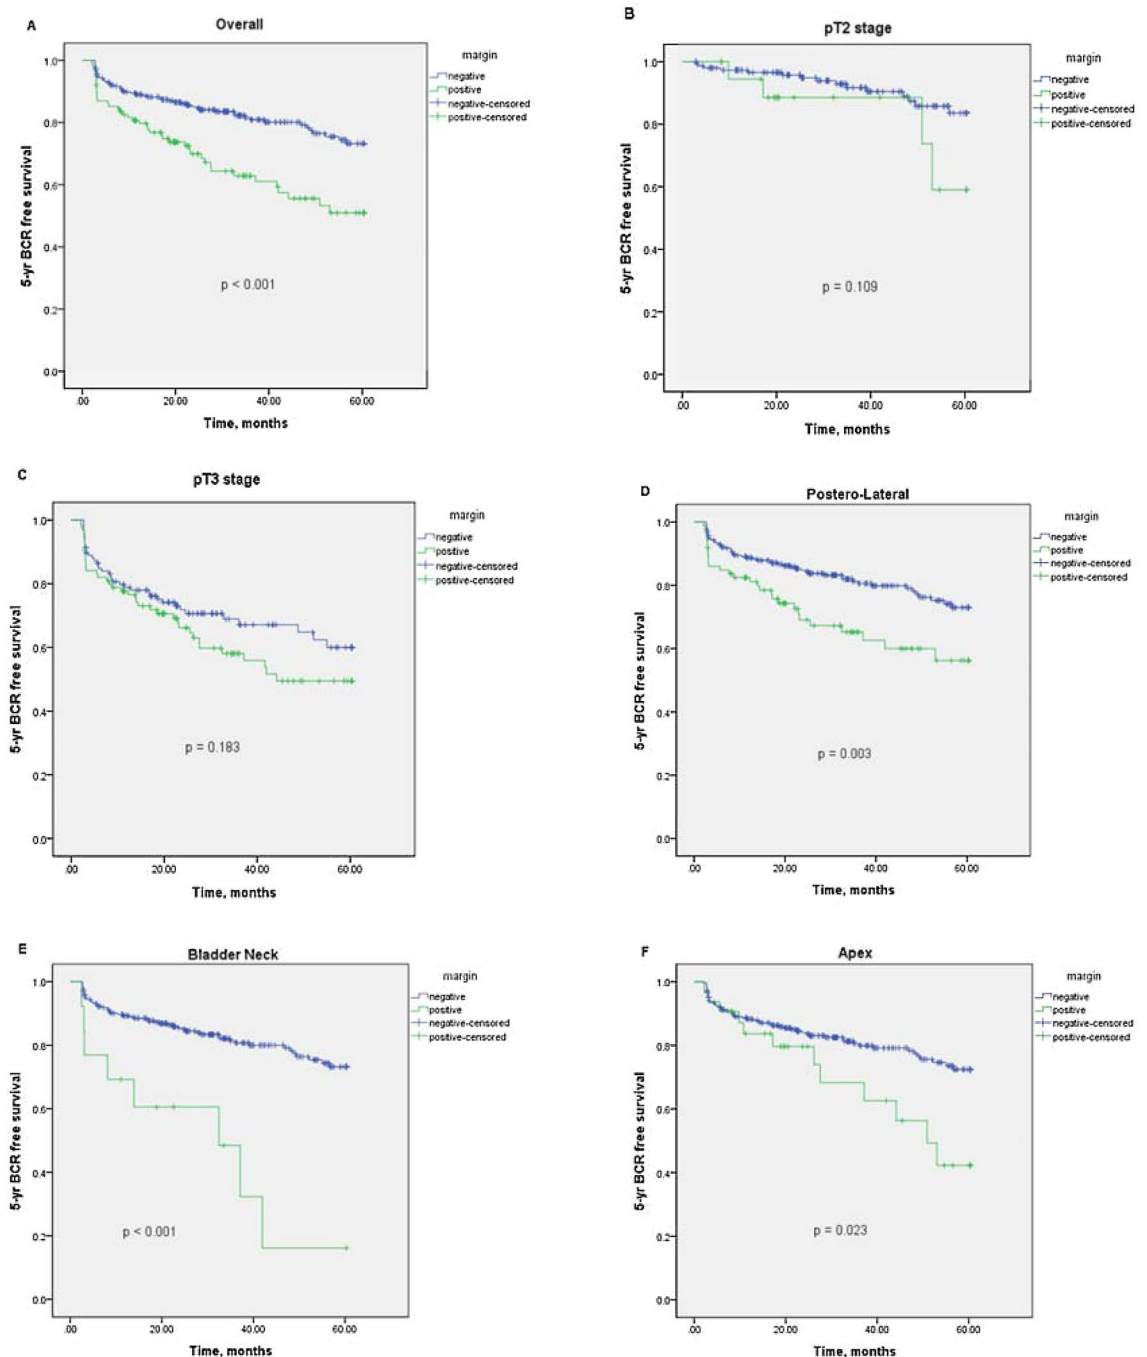 A
Overall
margin
negative
positive
negative-censored
positive-censored
5-yr BCR free survival
1.0
0.8
0.6
0.4
0.2
0.0
p < 0.001
.00 20.00 40.00 60.00
Time, months
B
pT2 stage
margin
negative
positive
negative-censored
positive-censored
5-yr BCR free survival
1.0
0.8
0.6
0.4
0.2
0.0
p = 0.109
.00 20.00 40.00 60.00
Time, months
C
pT3 stage
margin
negative
positive
negative-censored
positive-censored
5-yr BCR free survival
1.0
0.8
0.6
0.4
0.2
0.0
p = 0.183
.00 20.00 40.00 60.00
Time, months
D
Postero-Lateral
margin
negative
positive
negative-censored
positive-censored
5-yr BCR free survival
1.0
0.8
0.6
0.4
0.2
0.0
p = 0.003
.00 20.00 40.00 60.00
Time, months
E
Bladder Neck
margin
negative
positive
negative-censored
positive-censored
5-yr BCR free survival
1.0
0.8
0.6
0.4
0.2
0.0
p < 0.001
.00 20.00 40.00 60.00
Time, months
F
Apex
margin
negative
positive
negative-censored
positive-censored
5-yr BCR free survival
1.0
0.8
0.6
0.4
0.2
0.0
p = 0.023
.00 20.00 40.00 60.00
Time, months